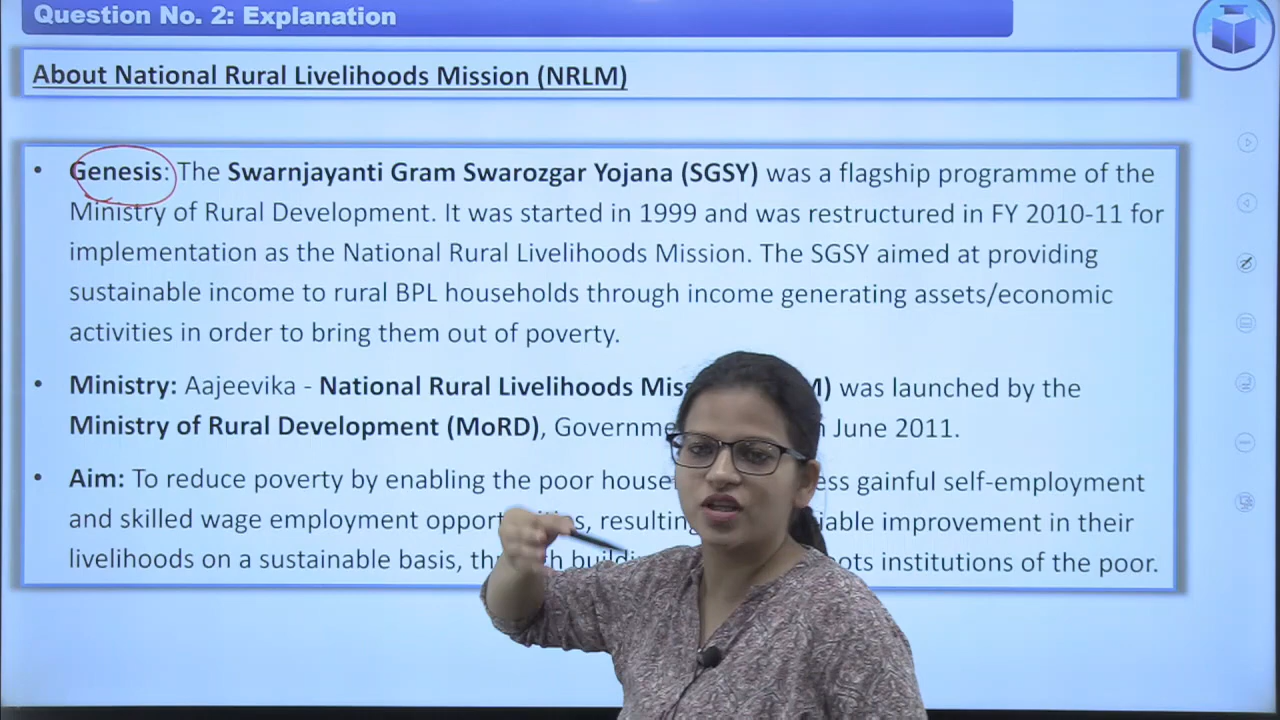 Question No. 2: Explanation
About National Rural Livelihoods Mission (NRLM)
• Genesis: The Swarnjayanti Gram Swarozgar Yojana (SGSY) was a flagship programme of the
Ministry of Rural Development. It was started in 1999 and was restructured in FY 2010-11 for
implementation as the National Rural Livelihoods Mission. The SGSY aimed at providing
sustainable income to rural BPL households through income generating assets/economic
activities in order to bring them out of poverty.
• Ministry: Aajeevika - National Rural Livelihoods M) was launched by the
Ministry of Rural Development (MoRD), June 2011.
• Aim: To reduce poverty by enabling the poor gainful self-employment
and skilled wage employment resulting improvement in their
livelihoods on a sustainable basis, institutions of the poor.